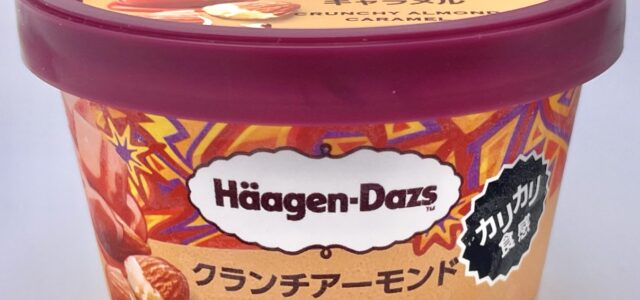 キャラメル
CRUNCHY ALMOND
CARAMEL
Häagen-Dazs
TM
カリカリ
食感
クランチアーモンド